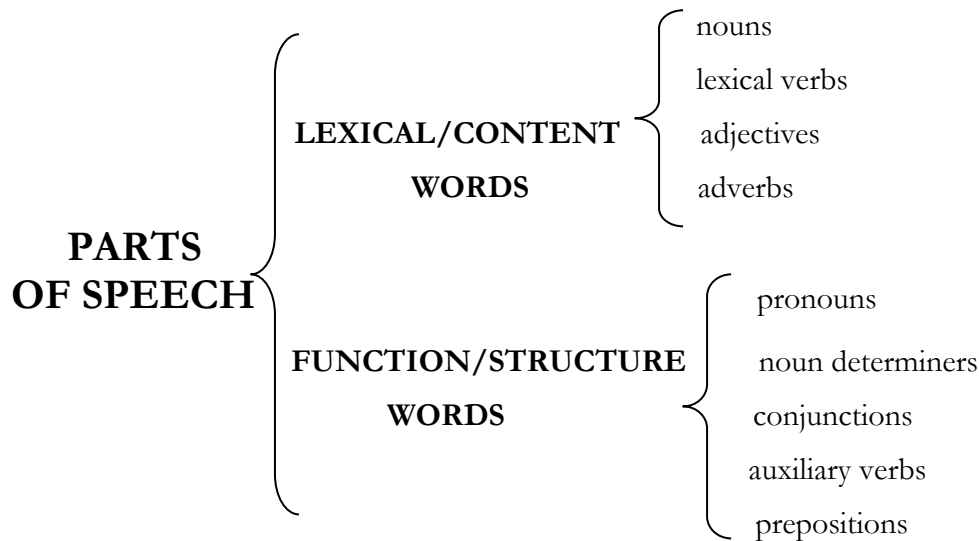 PARTS
OF SPEECH
LEXICAL/CONTENT
WORDS
nouns
lexical verbs
adjectives
adverbs
FUNCTION/STRUCTURE
WORDS
pronouns
noun determiners
conjunctions
auxiliary verbs
prepositions